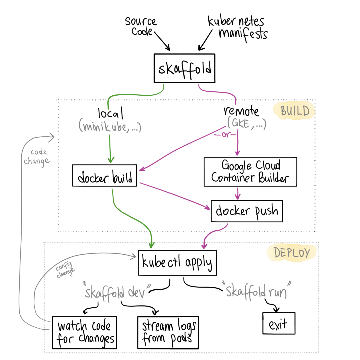 source
code
kubernetes
manifests
skaffold
local
(minikube,...)
remote
(GKE,...)
-or-
BUILD
code
change
docker build
Google Cloud
Container Builder
docker push
DEPLOY
kubectl apply
config
change
"skaffold dev"
"skaffold run"
watch code
for changes
stream logs
from pods
exit